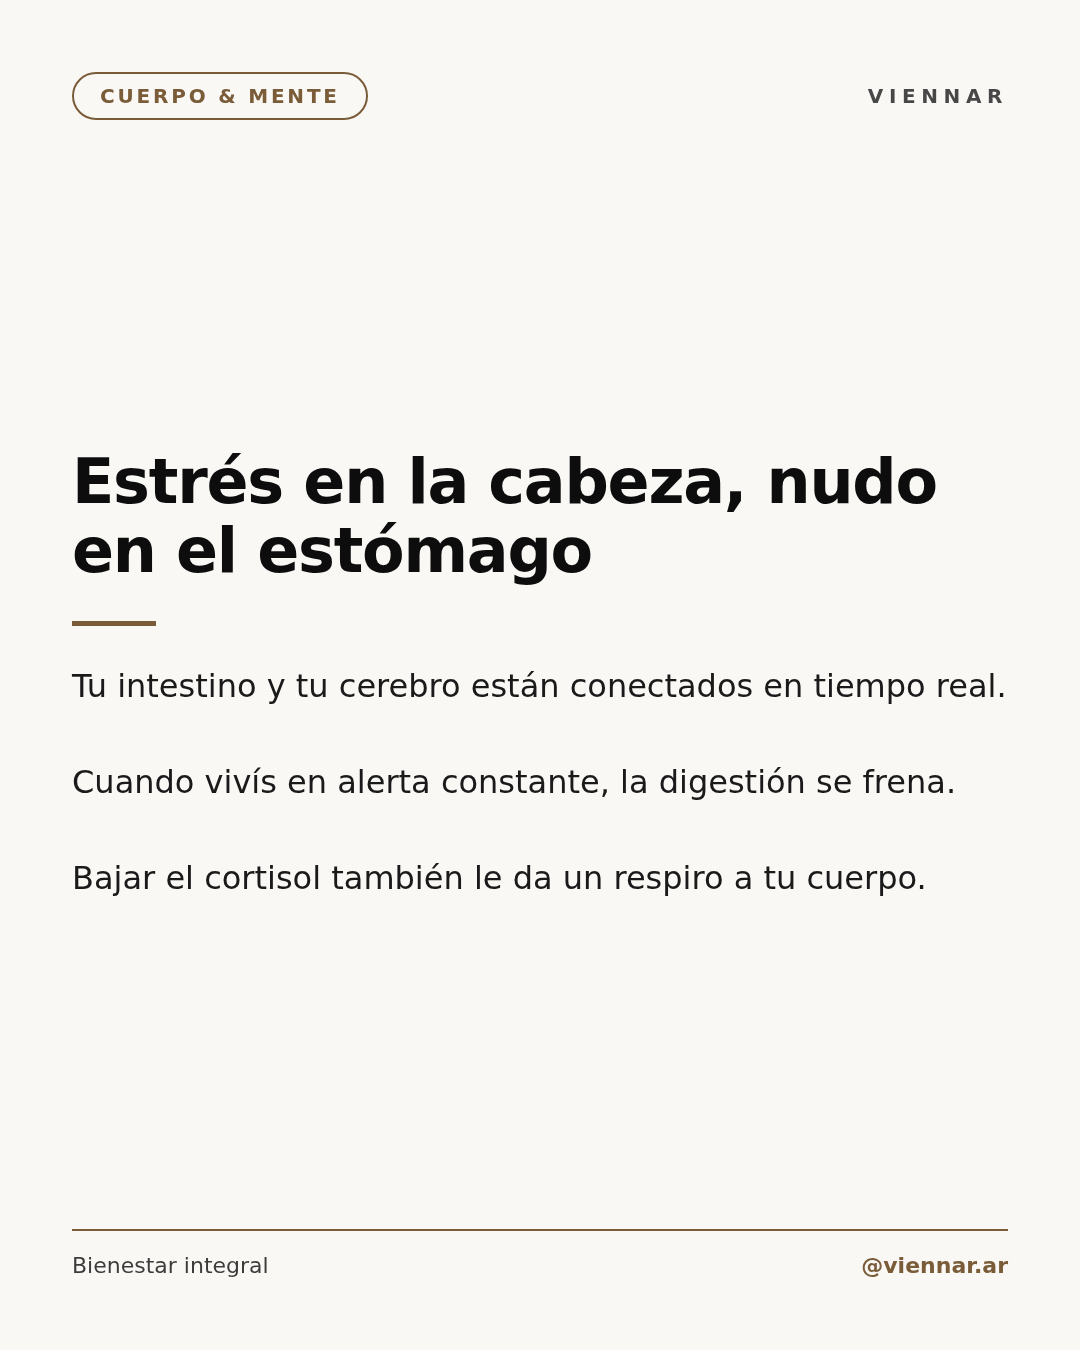 CUERPO & MENTE
VIENNAR
Estrés en la cabeza, nudo
en el estómago
Tu intestino y tu cerebro están conectados en tiempo real.
Cuando vivís en alerta constante, la digestión se frena.
Bajar el cortisol también le da un respiro a tu cuerpo.
Bienestar integral
@viennar.ar